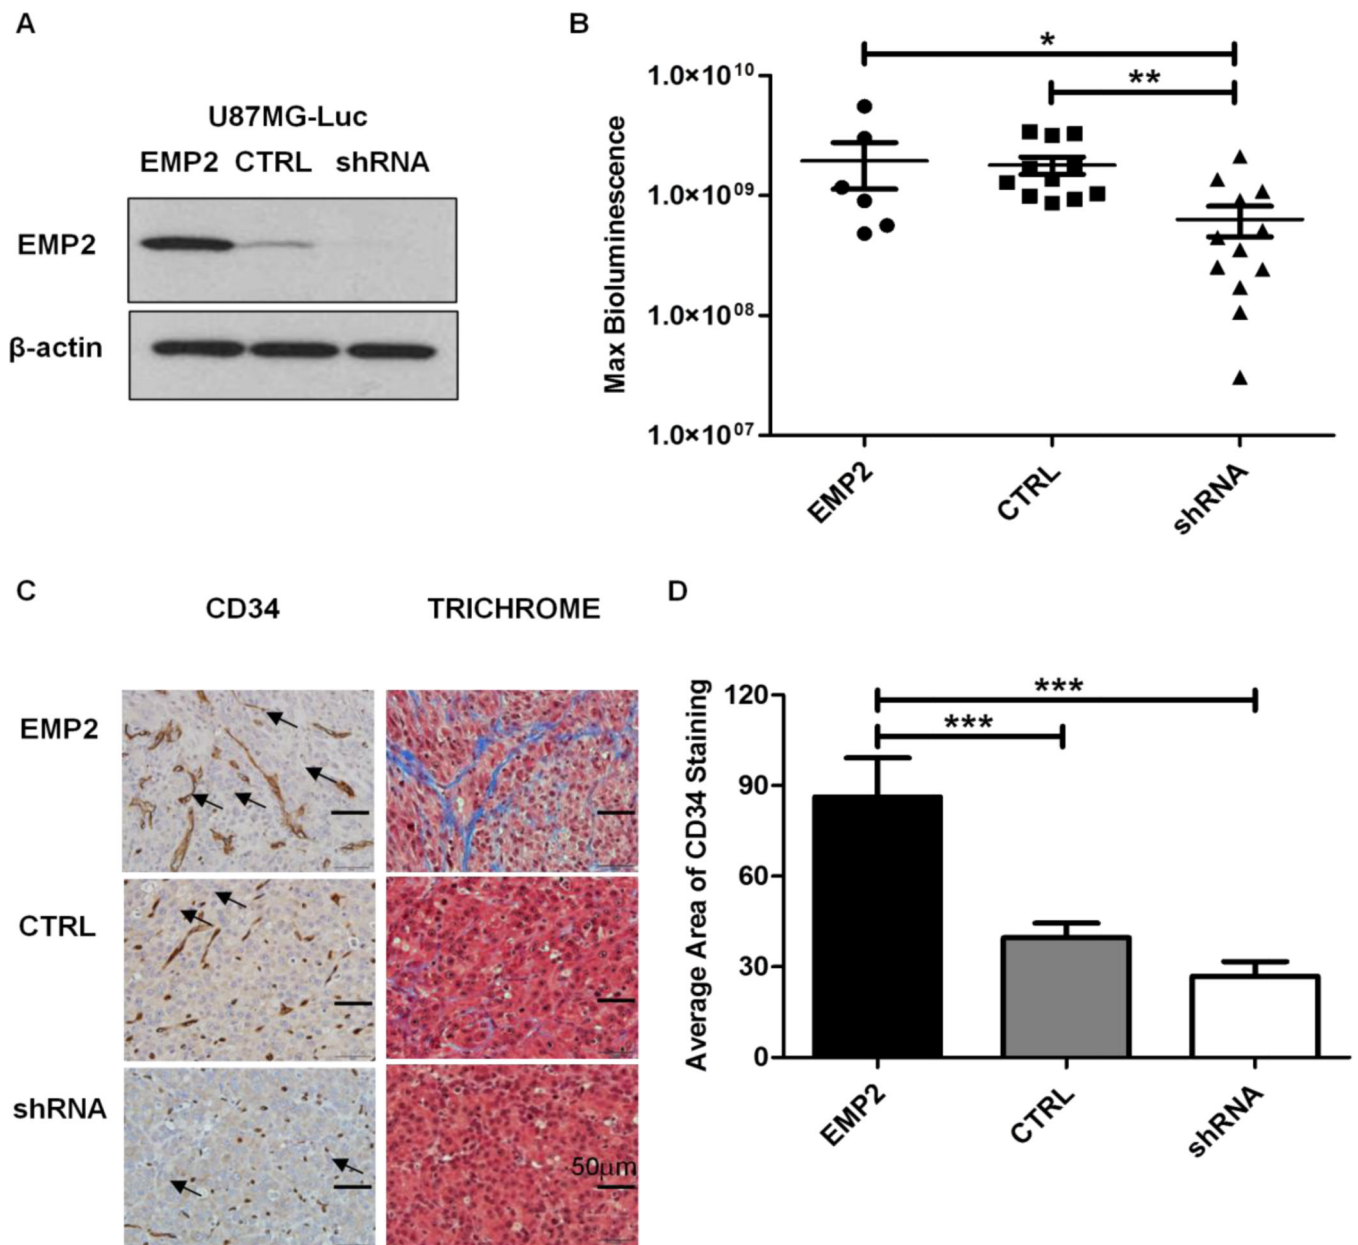 A
U87MG-Luc
EMP2 CTRL shRNA
EMP2
β-actin
B
*
**
Max Bioluminescence
1.0×10¹⁰
1.0×10⁰⁹
1.0×10⁰⁸
1.0×10⁰⁷
EMP2
CTRL
shRNA
C
CD34
TRICHROME
EMP2
CTRL
shRNA
50μm
D
***
***
Average Area of CD34 Staining
120
90
60
30
0
EMP2
CTRL
shRNA